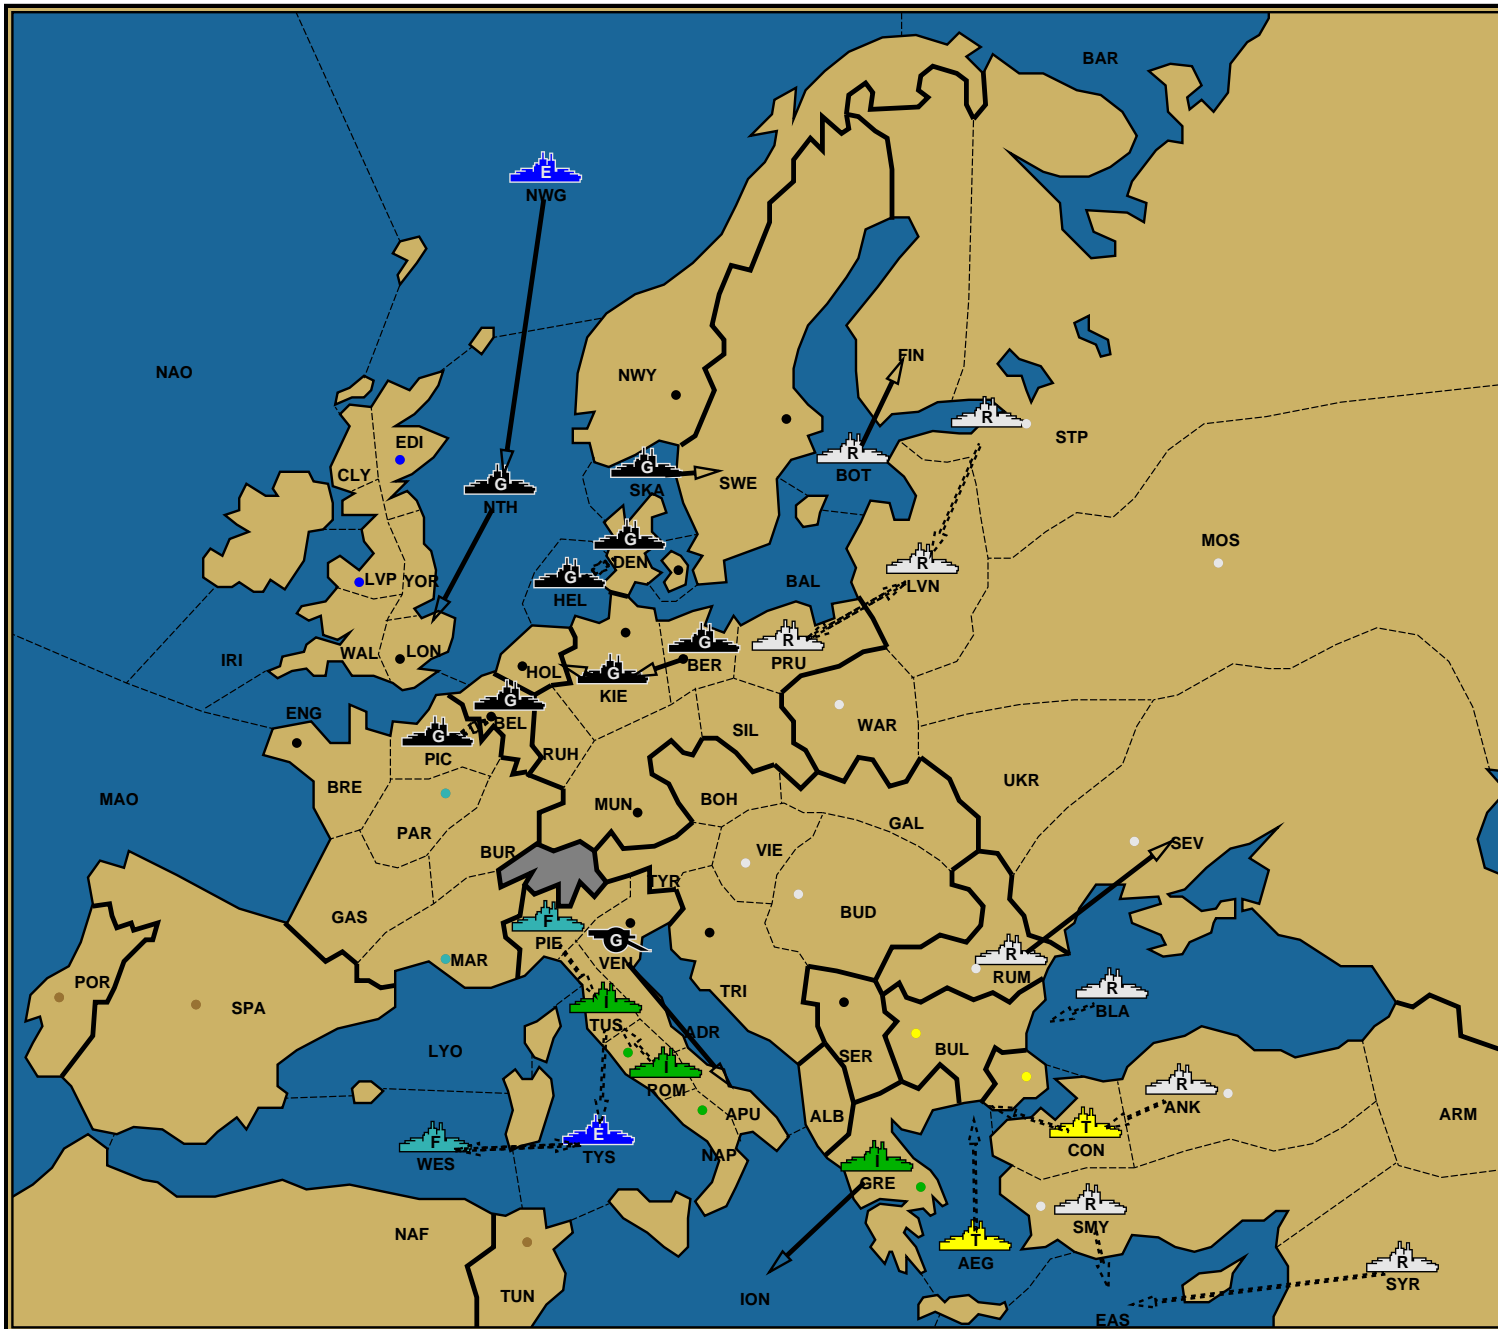 BAR
E
NWG
NAO
FIN
NWY
R
STP
EDI
R
BOT
G
SKA
SWE
CLY
G
NTH
MOS
G
DEN
R
LVN
G
HEL
BAL
LVP
YOR
G
BER
R
PRU
IRI
WAL
LON
HOL
G
KIE
G
BEL
ENG
G
PIC
SIL
WAR
RUH
UKR
BRE
MAO
MUN
BOH
GAL
PAR
SEV
BUR
VIE
TYR
BUD
GAS
F
PIE
G
VEN
MAR
R
RUM
POR
SPA
TRI
R
BLA
I
TUS
ADR
LYO
SER
BUL
I
ROM
R
ANK
APU
ALB
ARM
T
CON
F
WES
E
TYS
NAP
I
GRE
R
SMY
NAF
T
AEG
R
SYR
TUN
ION
EAS